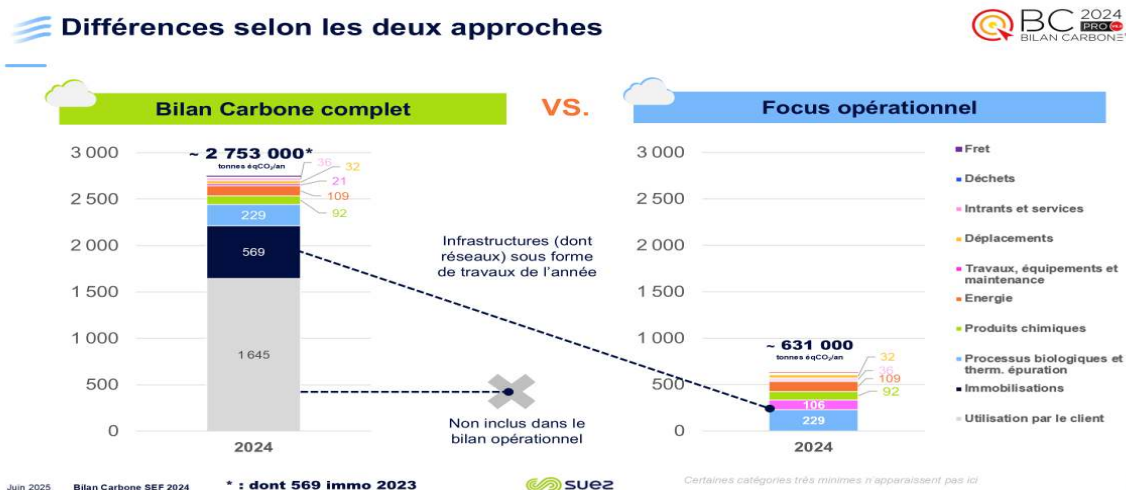 Différences selon les deux approches
BC 2024
PRO
BILAN CARBONE
Bilan Carbone complet
VS.
Focus opérationnel
3 000
2 500
2 000
1 500
1 000
500
0
~ 2 753 000*
tonnes éqCO₂/an
36
32
21
109
92
229
569
1 645
2024
Infrastructures (dont
réseaux) sous forme
de travaux de l'année
Non inclus dans le
bilan opérationnel
3 000
2 500
2 000
1 500
1 000
500
0
~ 631 000
tonnes éqCO₂/an
32
36
109
92
106
229
2024
Fret
Déchets
Intrants et services
Déplacements
Travaux, équipements et
maintenance
Energie
Produits chimiques
Processus biologiques et
therm. épuration
Immobilisations
Utilisation par le client
Juin 2025 Bilan Carbone SEF 2024 * : dont 569 immo 2023
suez
Certaines catégories très minimes n'apparaissent pas ici